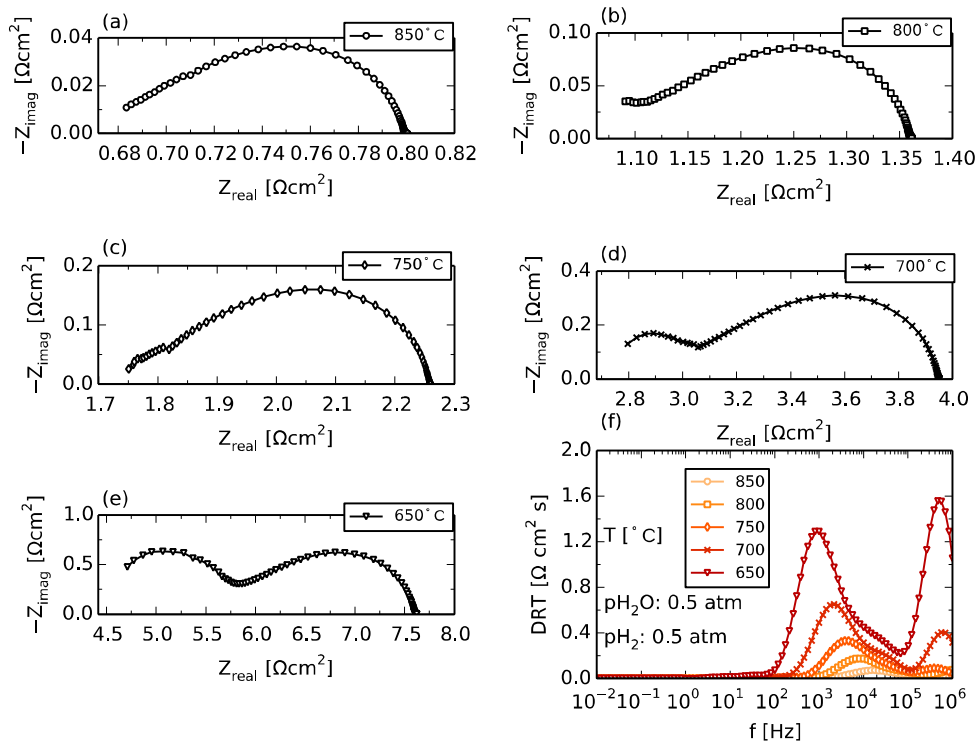 (a)
850°C
−Z_imag [Ωcm²]
0.04
0.02
0.00
0.68 0.70 0.72 0.74 0.76 0.78 0.80 0.82
Z_real [Ωcm²]
(b)
800°C
−Z_imag [Ωcm²]
0.10
0.05
0.00
1.10 1.15 1.20 1.25 1.30 1.35 1.40
Z_real [Ωcm²]
(c)
750°C
−Z_imag [Ωcm²]
0.2
0.1
0.0
1.7 1.8 1.9 2.0 2.1 2.2 2.3
Z_real [Ωcm²]
(d)
700°C
−Z_imag [Ωcm²]
0.4
0.2
0.0
2.8 3.0 3.2 3.4 3.6 3.8 4.0
Z_real [Ωcm²]
(e)
650°C
−Z_imag [Ωcm²]
1.0
0.5
0.0
4.5 5.0 5.5 6.0 6.5 7.0 7.5 8.0
Z_real [Ωcm²]
(f)
DRT [Ω cm² s]
2.0
1.6
1.2
0.8
0.4
0.0
T [°C]
850
800
750
700
650
pH₂O: 0.5 atm
pH₂: 0.5 atm
10⁻² 10⁻¹ 10⁰ 10¹ 10² 10³ 10⁴ 10⁵ 10⁶
f [Hz]